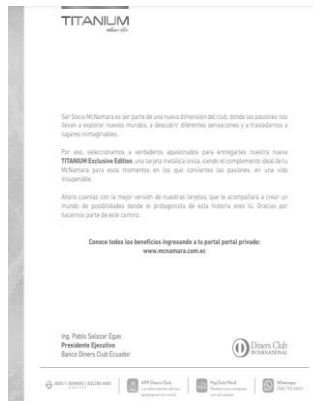 TITANIUM
Ser Socio McNamara es ser parte de una nueva dimensión del club, donde las pasiones nos
llevan a explorar nuevos mundos, a descubrir diferentes sensaciones y a trasladarnos a
lugares inimaginables.
Por eso, seleccionamos a verdaderos apasionados para entregarles nuestra nueva
TITANIUM Exclusive Edition, una tarjeta metálica única, siendo el complemento ideal de tu
McNamara para esos momentos en los que conviertes las pasiones, en una vida
insuperable.
Ahora cuentas con la mejor versión de nuestras tarjetas, que te acompañará a crear un
mundo de posibilidades donde el protagonista de esta historia eres tú. Gracias por
hacernos parte de este camino.
Conoce todos los beneficios ingresando a tu portal portal privado:
www.mcnamara.com.ec
Ing. Pablo Salazar Egas
Presidente Ejecutivo
Banco Diners Club Ecuador
Diners Club
INTERNATIONAL
APP Diners Club
PayClub Móvil
Whatsapp